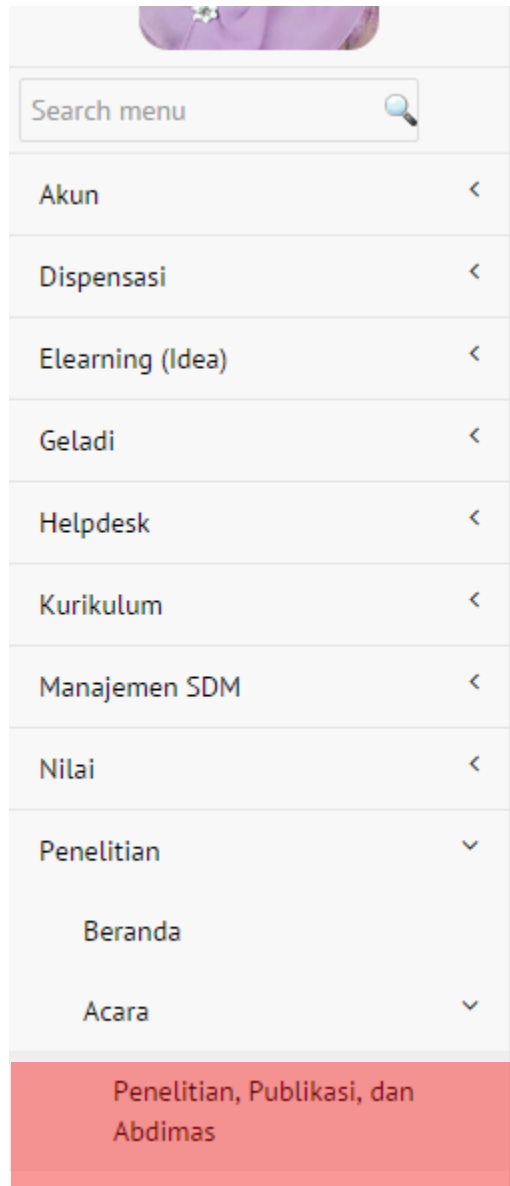 Search menu
Akun
Dispensasi
Elearning (Idea)
Geladi
Helpdesk
Kurikulum
Manajemen SDM
Nilai
Penelitian
Beranda
Acara
Penelitian, Publikasi, dan
Abdimas